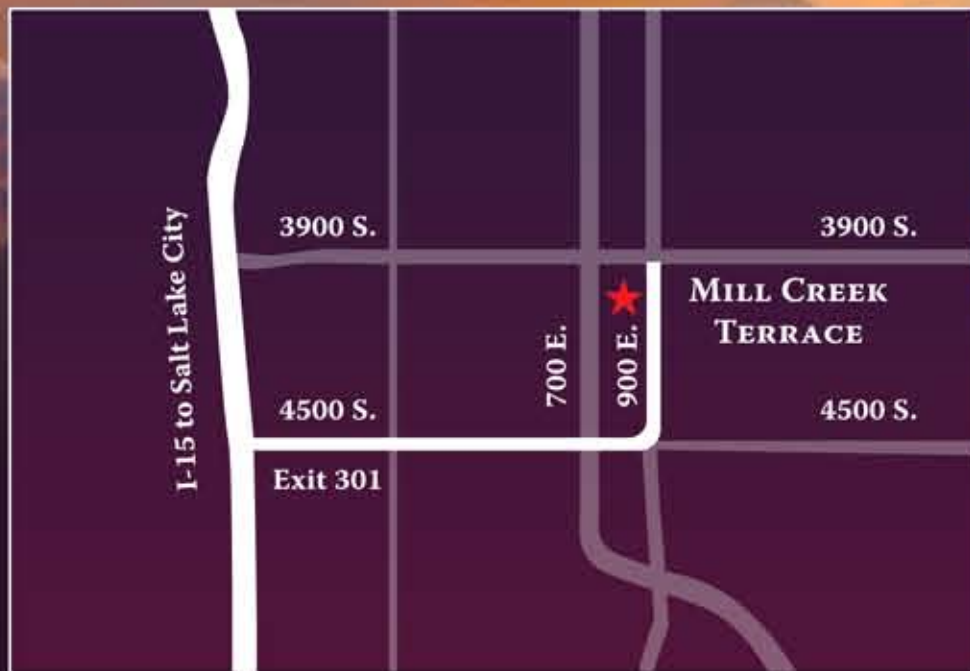 3900 S.
3900 S.
I-15 to Salt Lake City
MILL CREEK
TERRACE
700 E.
900 E.
4500 S.
4500 S.
Exit 301